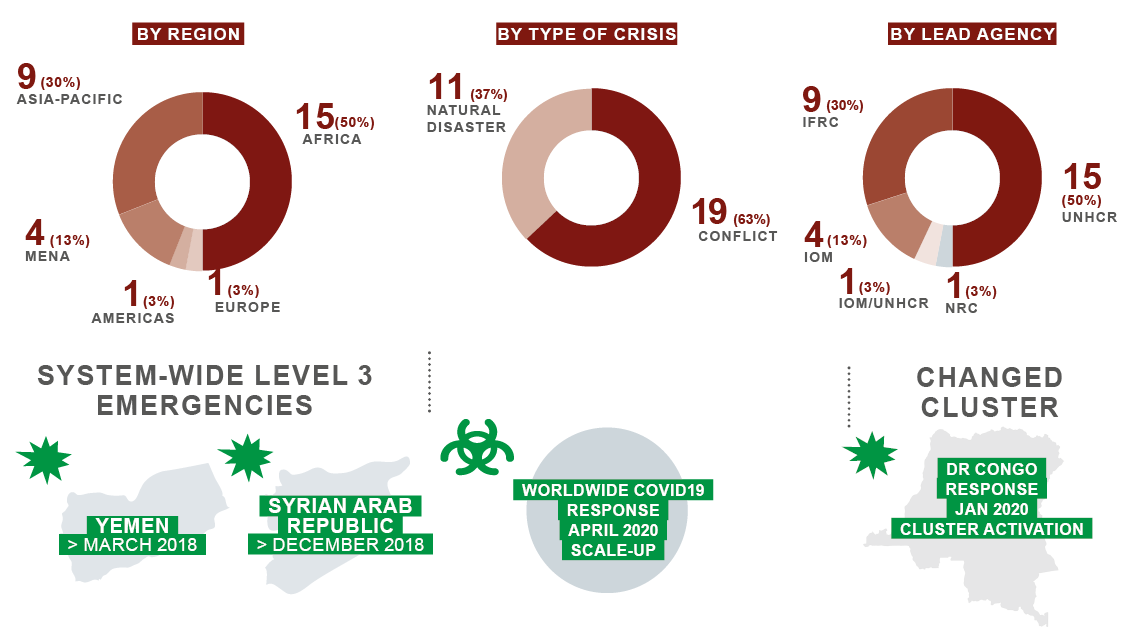 BY REGION
9 (30%)
ASIA-PACIFIC
15(50%)
AFRICA
4 (13%)
MENA
1 (3%)
AMERICAS
1 (3%)
EUROPE
BY TYPE OF CRISIS
11 (37%)
NATURAL
DISASTER
19 (63%)
CONFLICT
BY LEAD AGENCY
9 (30%)
IFRC
15
(50%)
UNHCR
4 (13%)
IOM
1 (3%)
IOM/UNHCR
1 (3%)
NRC
SYSTEM-WIDE LEVEL 3
EMERGENCIES
YEMEN
> MARCH 2018
SYRIAN ARAB
REPUBLIC
> DECEMBER 2018
WORLDWIDE COVID19
RESPONSE
APRIL 2020
SCALE-UP
CHANGED
CLUSTER
DR CONGO
RESPONSE
JAN 2020
CLUSTER ACTIVATION